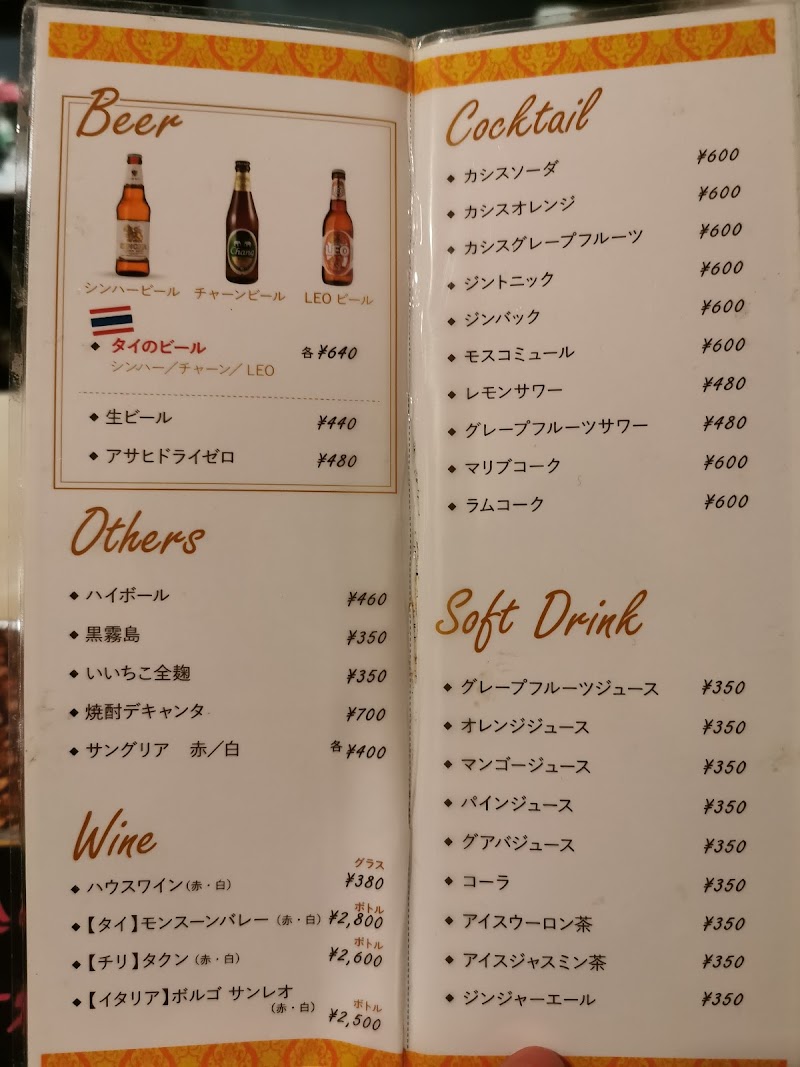 Beer
Chang
LEO
シンハービール
チャーンビール
LEO ビール
タイのビール 各 ¥640
シンハー／チャーン／ LEO
生ビール ¥440
アサヒドライゼロ ¥480
Others
ハイボール ¥460
黒霧島 ¥350
いいちこ全麹 ¥350
焼酎デキャンタ ¥700
サングリア 赤／白 各 ¥400
Wine
グラス
ハウスワイン (赤・白) ¥380
ボトル
【タイ】モンスーンバレー (赤・白) ¥2,800
ボトル
【チリ】タクン (赤・白) ¥2,600
【イタリア】ボルゴ サンレオ
(赤・白) ボトル
¥2,500
Cocktail
カシスソーダ ¥600
カシスオレンジ ¥600
カシスグレープフルーツ ¥600
ジントニック ¥600
ジンバック ¥600
モスコミュール ¥600
レモンサワー ¥480
グレープフルーツサワー ¥480
マリブコーク ¥600
ラムコーク ¥600
Soft Drink
グレープフルーツジュース ¥350
オレンジジュース ¥350
マンゴージュース ¥350
パインジュース ¥350
グアバジュース ¥350
コーラ ¥350
アイスウーロン茶 ¥350
アイスジャスミン茶 ¥350
ジンジャーエール ¥350